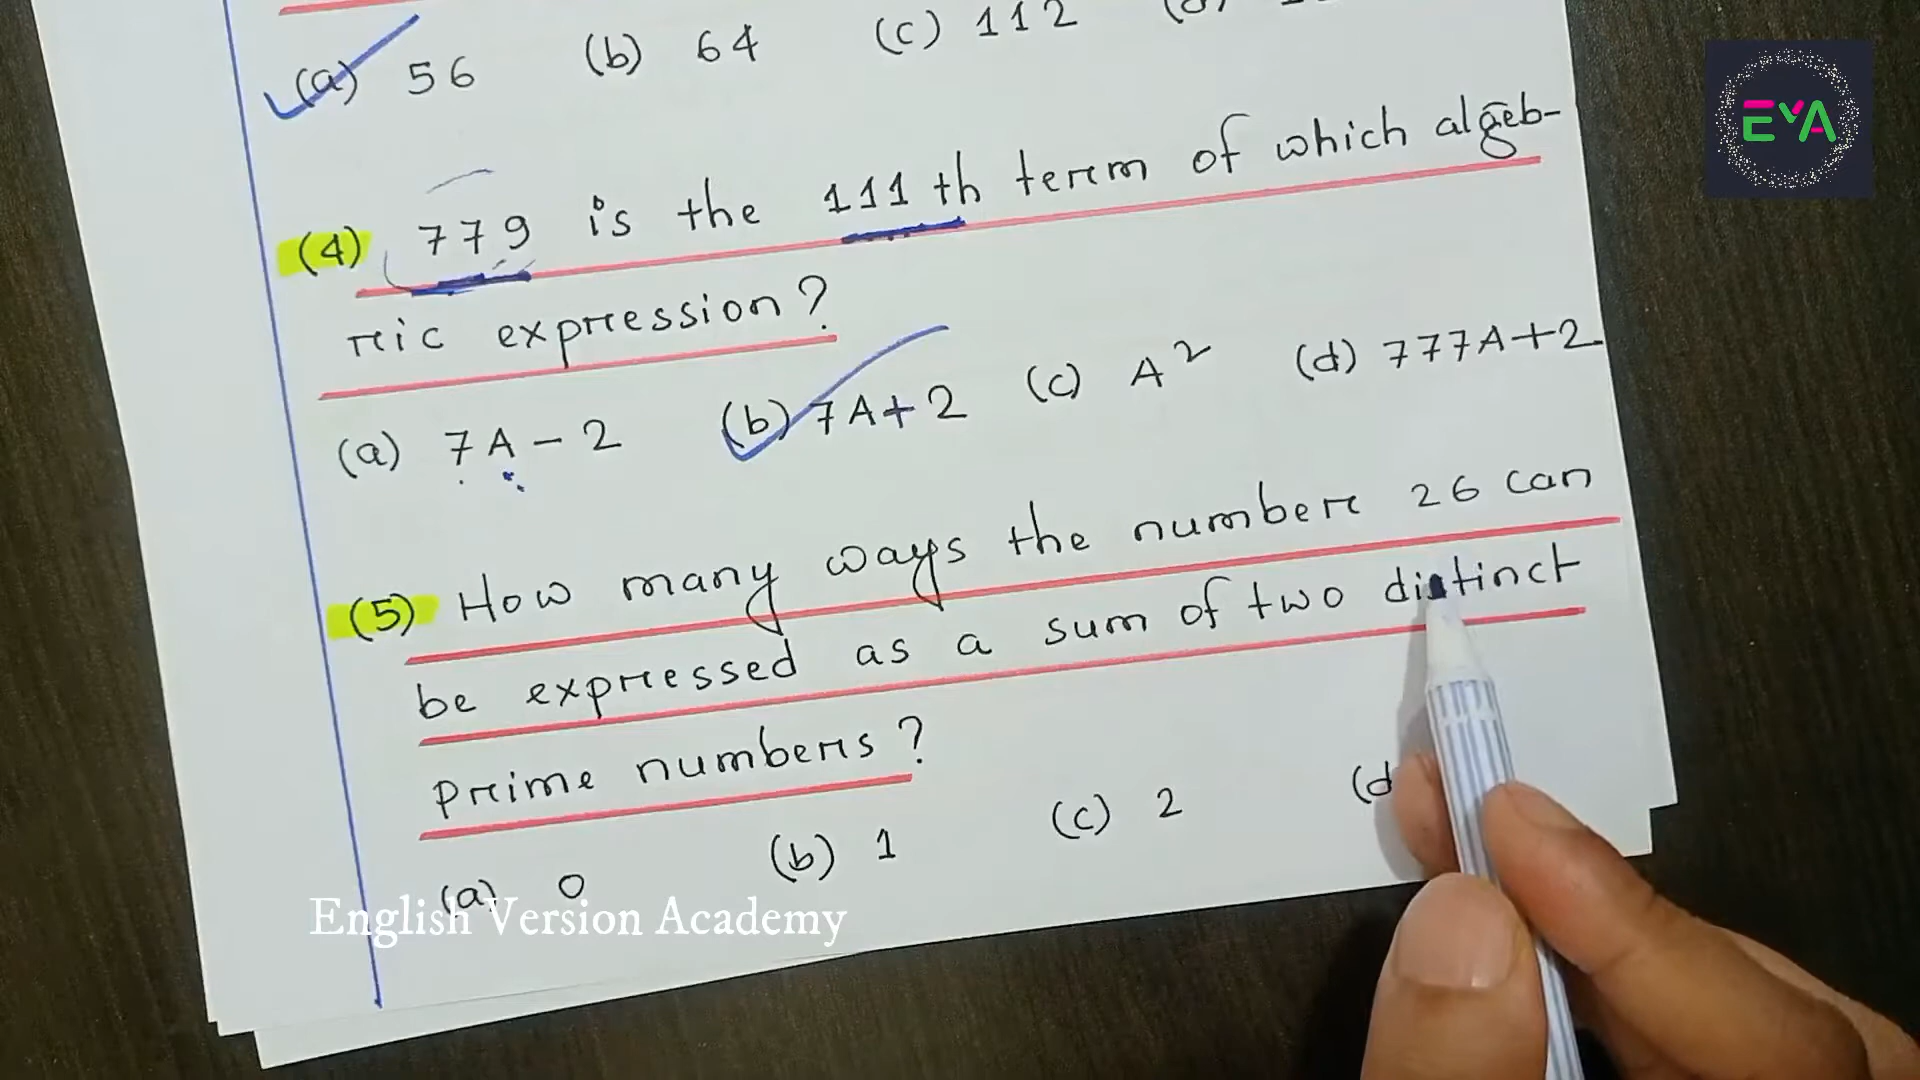 (a) 56 (b) 64 (c) 112 (d)
EVA
(4) 779 is the 111th term of which algeb-
ric expression?
(a) 7A - 2 (b) 7A + 2 (c) A² (d) 777A+2
(5) How many ways the number 26 can
be expressed as a sum of two distinct
prime numbers?
(a) 0 (b) 1 (c) 2 (d
English Version Academy